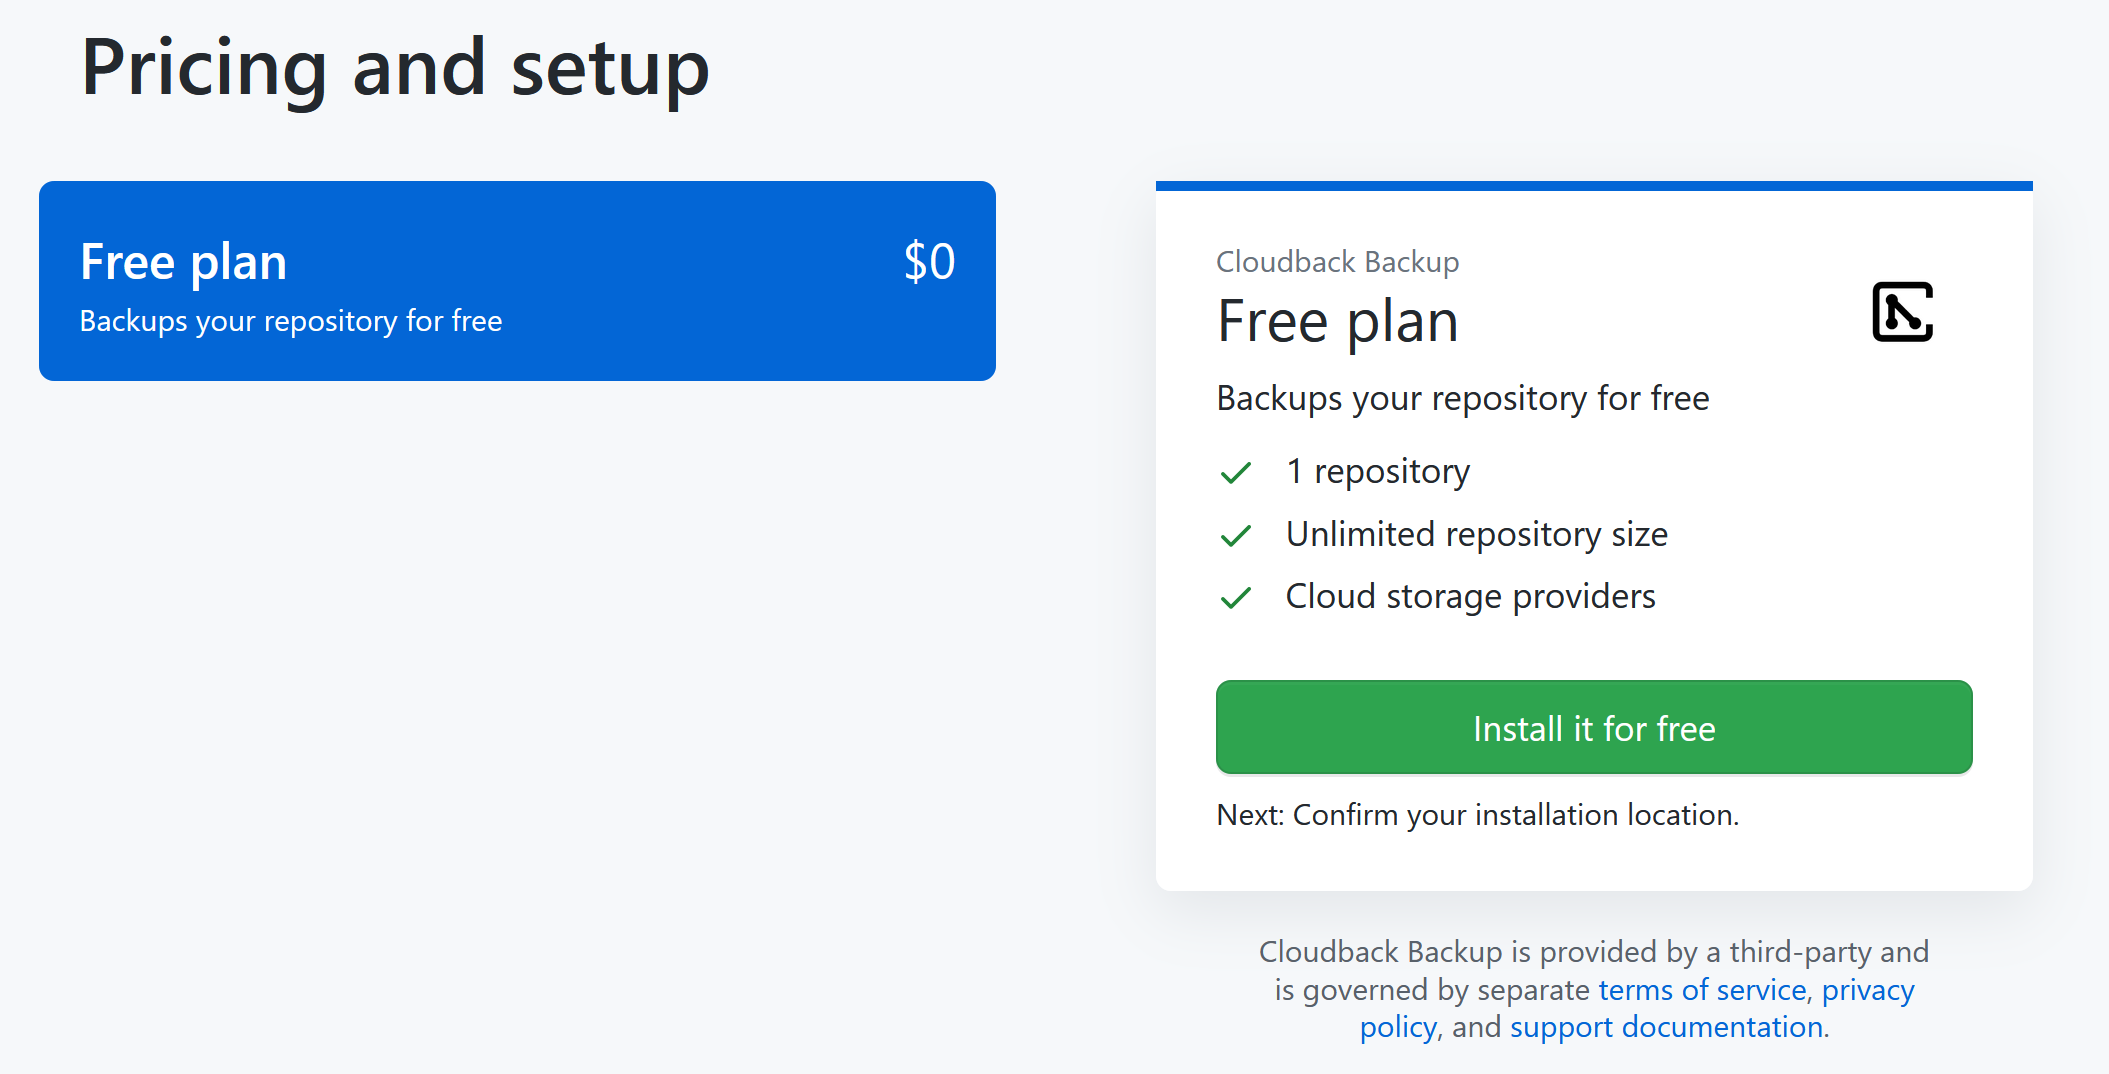 Pricing and setup
Free plan
$0
Backups your repository for free
Cloudback Backup
Free plan
Backups your repository for free
1 repository
Unlimited repository size
Cloud storage providers
Install it for free
Next: Confirm your installation location.
Cloudback Backup is provided by a third-party and
is governed by separate terms of service, privacy
policy, and support documentation.